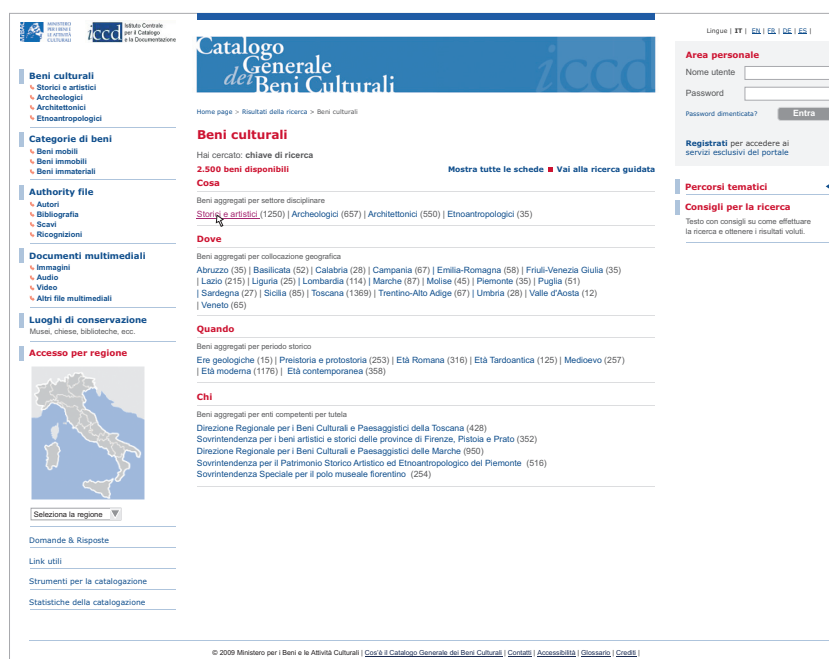 MINISTERO
PER I BENI E
LE ATTIVITÀ
CULTURALI
iccd
Istituto Centrale
per il Catalogo
e la Documentazione
Catalogo
Generale
dei Beni Culturali
iccd
Lingue | IT | EN | FR | DE | ES |
Beni culturali
Storici e artistici
Archeologici
Architettonici
Etnoantropologici
Categorie di beni
Beni mobili
Beni immobili
Beni immateriali
Authority file
Autori
Bibliografia
Scavi
Ricognizioni
Documenti multimediali
Immagini
Audio
Video
Altri file multimediali
Luoghi di conservazione
Musei, chiese, biblioteche, ecc.
Accesso per regione
Seleziona la regione
Domande & Risposte
Link utili
Strumenti per la catalogazione
Statistiche della catalogazione
Home page > Risultati della ricerca > Beni culturali
Beni culturali
Hai cercato: chiave di ricerca
2.500 beni disponibili
Mostra tutte le schede Vai alla ricerca guidata
Cosa
Beni aggregati per settore disciplinare
Storici e artistici (1250) | Archeologici (657) | Architettonici (550) | Etnoantropologici (35)
Dove
Beni aggregati per collocazione geografica
Abruzzo (35) | Basilicata (52) | Calabria (28) | Campania (67) | Emilia-Romagna (58) | Friuli-Venezia Giulia (35)
| Lazio (215) | Liguria (25) | Lombardia (114) | Marche (87) | Molise (45) | Piemonte (35) | Puglia (51)
| Sardegna (27) | Sicilia (85) | Toscana (1369) | Trentino-Alto Adige (67) | Umbria (28) | Valle d'Aosta (12)
| Veneto (65)
Quando
Beni aggregati per periodo storico
Ere geologiche (15) | Preistoria e protostoria (253) | Età Romana (316) | Età Tardoantica (125) | Medioevo (257)
| Età moderna (1176) | Età contemporanea (358)
Chi
Beni aggregati per enti competenti per tutela
Direzione Regionale per i Beni Culturali e Paesaggistici della Toscana (428)
Sovrintendenza per i beni artistici e storici delle province di Firenze, Pistoia e Prato (352)
Direzione Regionale per i Beni Culturali e Paesaggistici delle Marche (950)
Sovrintendenza per il Patrimonio Storico Artistico ed Etnoantropologico del Piemonte (516)
Sovrintendenza Speciale per il polo museale fiorentino (254)
Area personale
Nome utente
Password
Password dimenticata?
Entra
Registrati per accedere ai
servizi esclusivi del portale
Percorsi tematici
Consigli per la ricerca
Testo con consigli su come effettuare
la ricerca e ottenere i risultati voluti.
© 2009 Ministero per i Beni e le Attività Culturali | Cos'è il Catalogo Generale dei Beni Culturali | Contatti | Accessibilità | Glossario | Crediti |